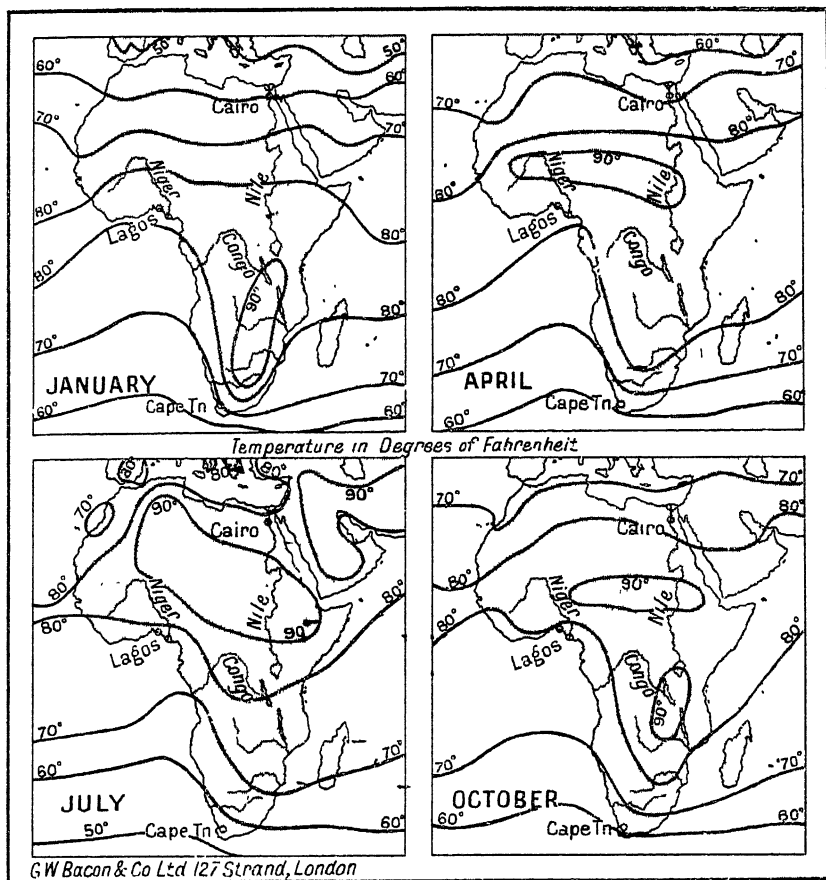 50°
50°
60°
60°
Cairo
70°
70°
Niger
Nile
80°
80°
Lagos
Congo
80°
90°
80°
70°
70°
JANUARY
60°
Cape Tn
60°
60°
70°
70°
Cairo
80°
80°
90°
Niger
Nile
Lagos
Congo
80°
80°
70°
70°
APRIL
60°
Cape Tn
60°
Temperature in Degrees of Fahrenheit
80°
80°
80°
70°
90°
90°
Cairo
80°
80°
Niger
Nile
80°
90°
Lagos
Congo
70°
70°
60°
JULY
60°
50°
Cape Tn
70°
70°
80°
Cairo
80°
90°
Niger
Nile
80°
80°
Lagos
Congo
90°
70°
70°
OCTOBER
60°
60°
Cape Tn
G W Bacon & Co Ltd 127 Strand, London